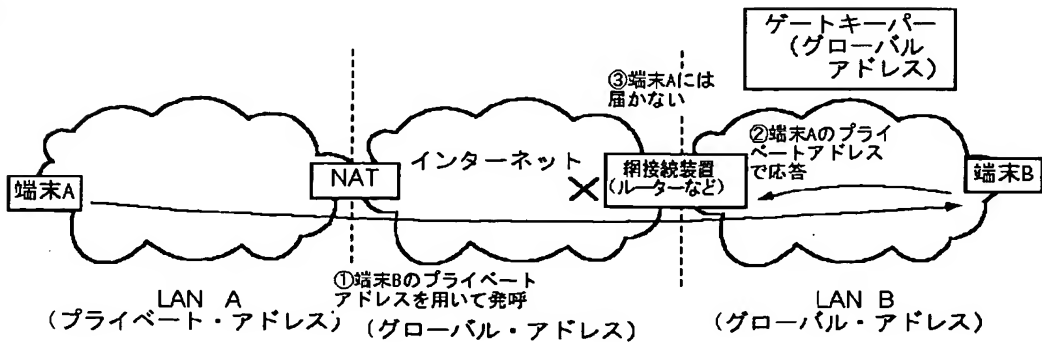 ゲートキーパー
(グローバル
アドレス)
③端末Aには
届かない
②端末Aのプライ
ベートアドレス
で応答
インターネット
端末A
NAT
網接続装置
(ルーターなど)
端末B
①端末Bのプライベート
アドレスを用いて発呼
LAN A
(プライベート・アドレス)
(グローバル・アドレス)
LAN B
(グローバル・アドレス)